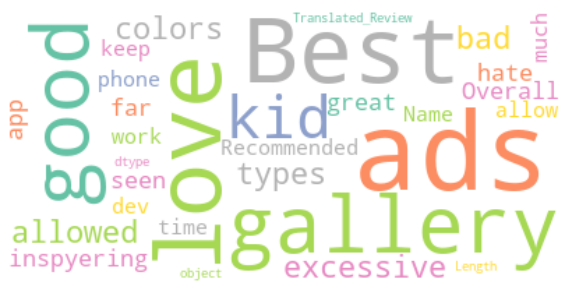 Translated_Review
good
colors
Best
bad
much
keep
love
phone
hate
Overall
app
far
kid
great
Name
allow
ads
work
Recommended
dtype
seen
types
dev
time
gallery
allowed
inspyering
excessive
object
Length